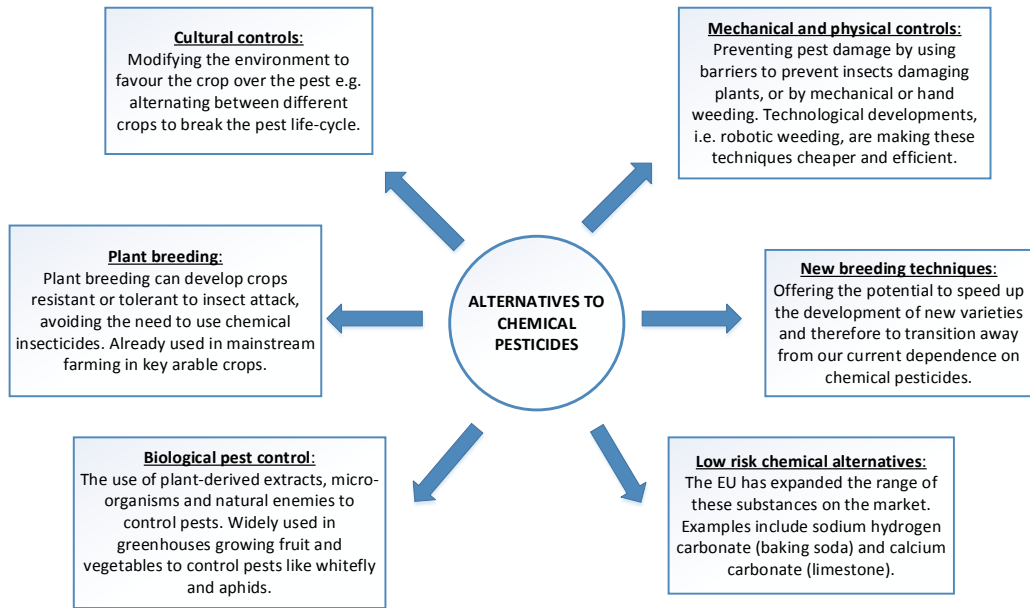 Cultural controls:
Modifying the environment to
favour the crop over the pest e.g.
alternating between different
crops to break the pest life-cycle.
Mechanical and physical controls:
Preventing pest damage by using
barriers to prevent insects damaging
plants, or by mechanical or hand
weeding. Technological developments,
i.e. robotic weeding, are making these
techniques cheaper and efficient.
Plant breeding:
Plant breeding can develop crops
resistant or tolerant to insect attack,
avoiding the need to use chemical
insecticides. Already used in mainstream
farming in key arable crops.
ALTERNATIVES TO
CHEMICAL
PESTICIDES
New breeding techniques:
Offering the potential to speed up
the development of new varieties
and therefore to transition away
from our current dependence on
chemical pesticides.
Biological pest control:
The use of plant-derived extracts, micro-
organisms and natural enemies to
control pests. Widely used in
greenhouses growing fruit and
vegetables to control pests like whitefly
and aphids.
Low risk chemical alternatives:
The EU has expanded the range of
these substances on the market.
Examples include sodium hydrogen
carbonate (baking soda) and calcium
carbonate (limestone).